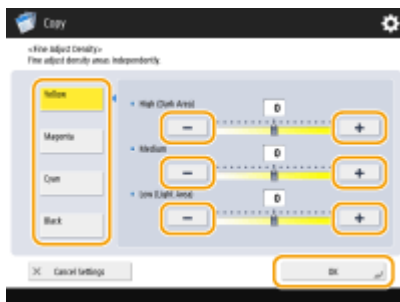 Copy
<Fine Adjust Density>
Fine adjust density areas independently.
Yellow
Magenta
Cyan
Black
High (Dark Area)
0
Medium
0
Low (Light Area)
0
Cancel Settings
OK